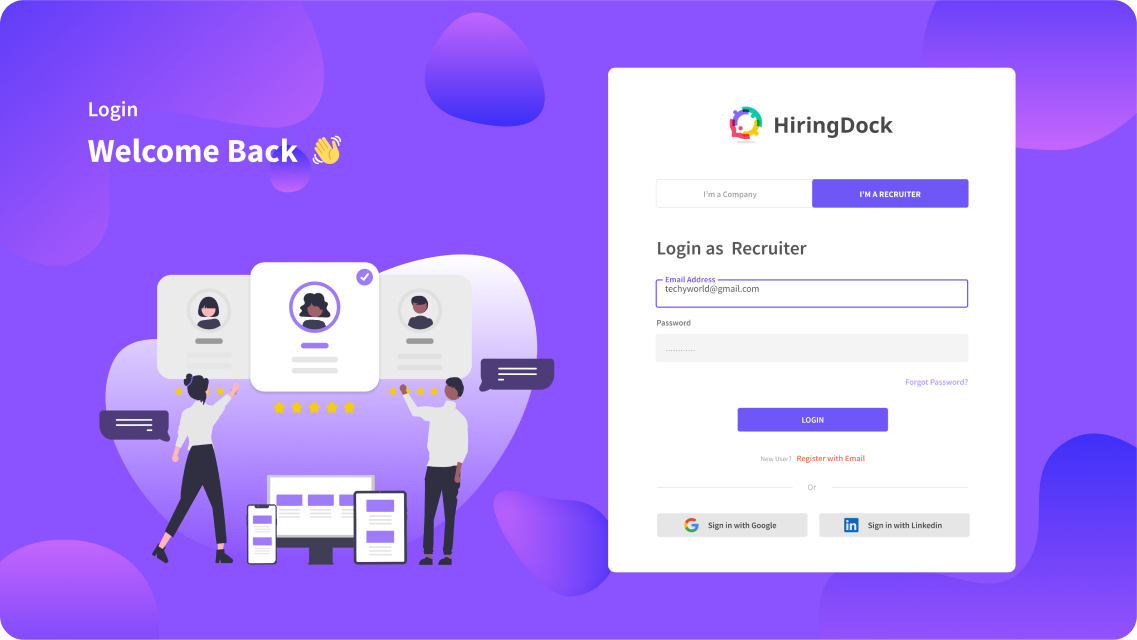 Login
Welcome Back 👋
HiringDock
I'm a Company
I'M A RECRUITER
Login as Recruiter
Email Address
techyworld@gmail.com
Password
............
Forgot Password?
LOGIN
New User? Register with Email
Or
Sign in with Google
in Sign in with Linkedin